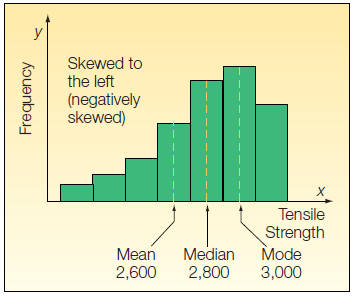 y
Frequency
Skewed to
the left
(negatively
skewed)
x
Tensile
Strength
Mean
2,600
Median
2,800
Mode
3,000